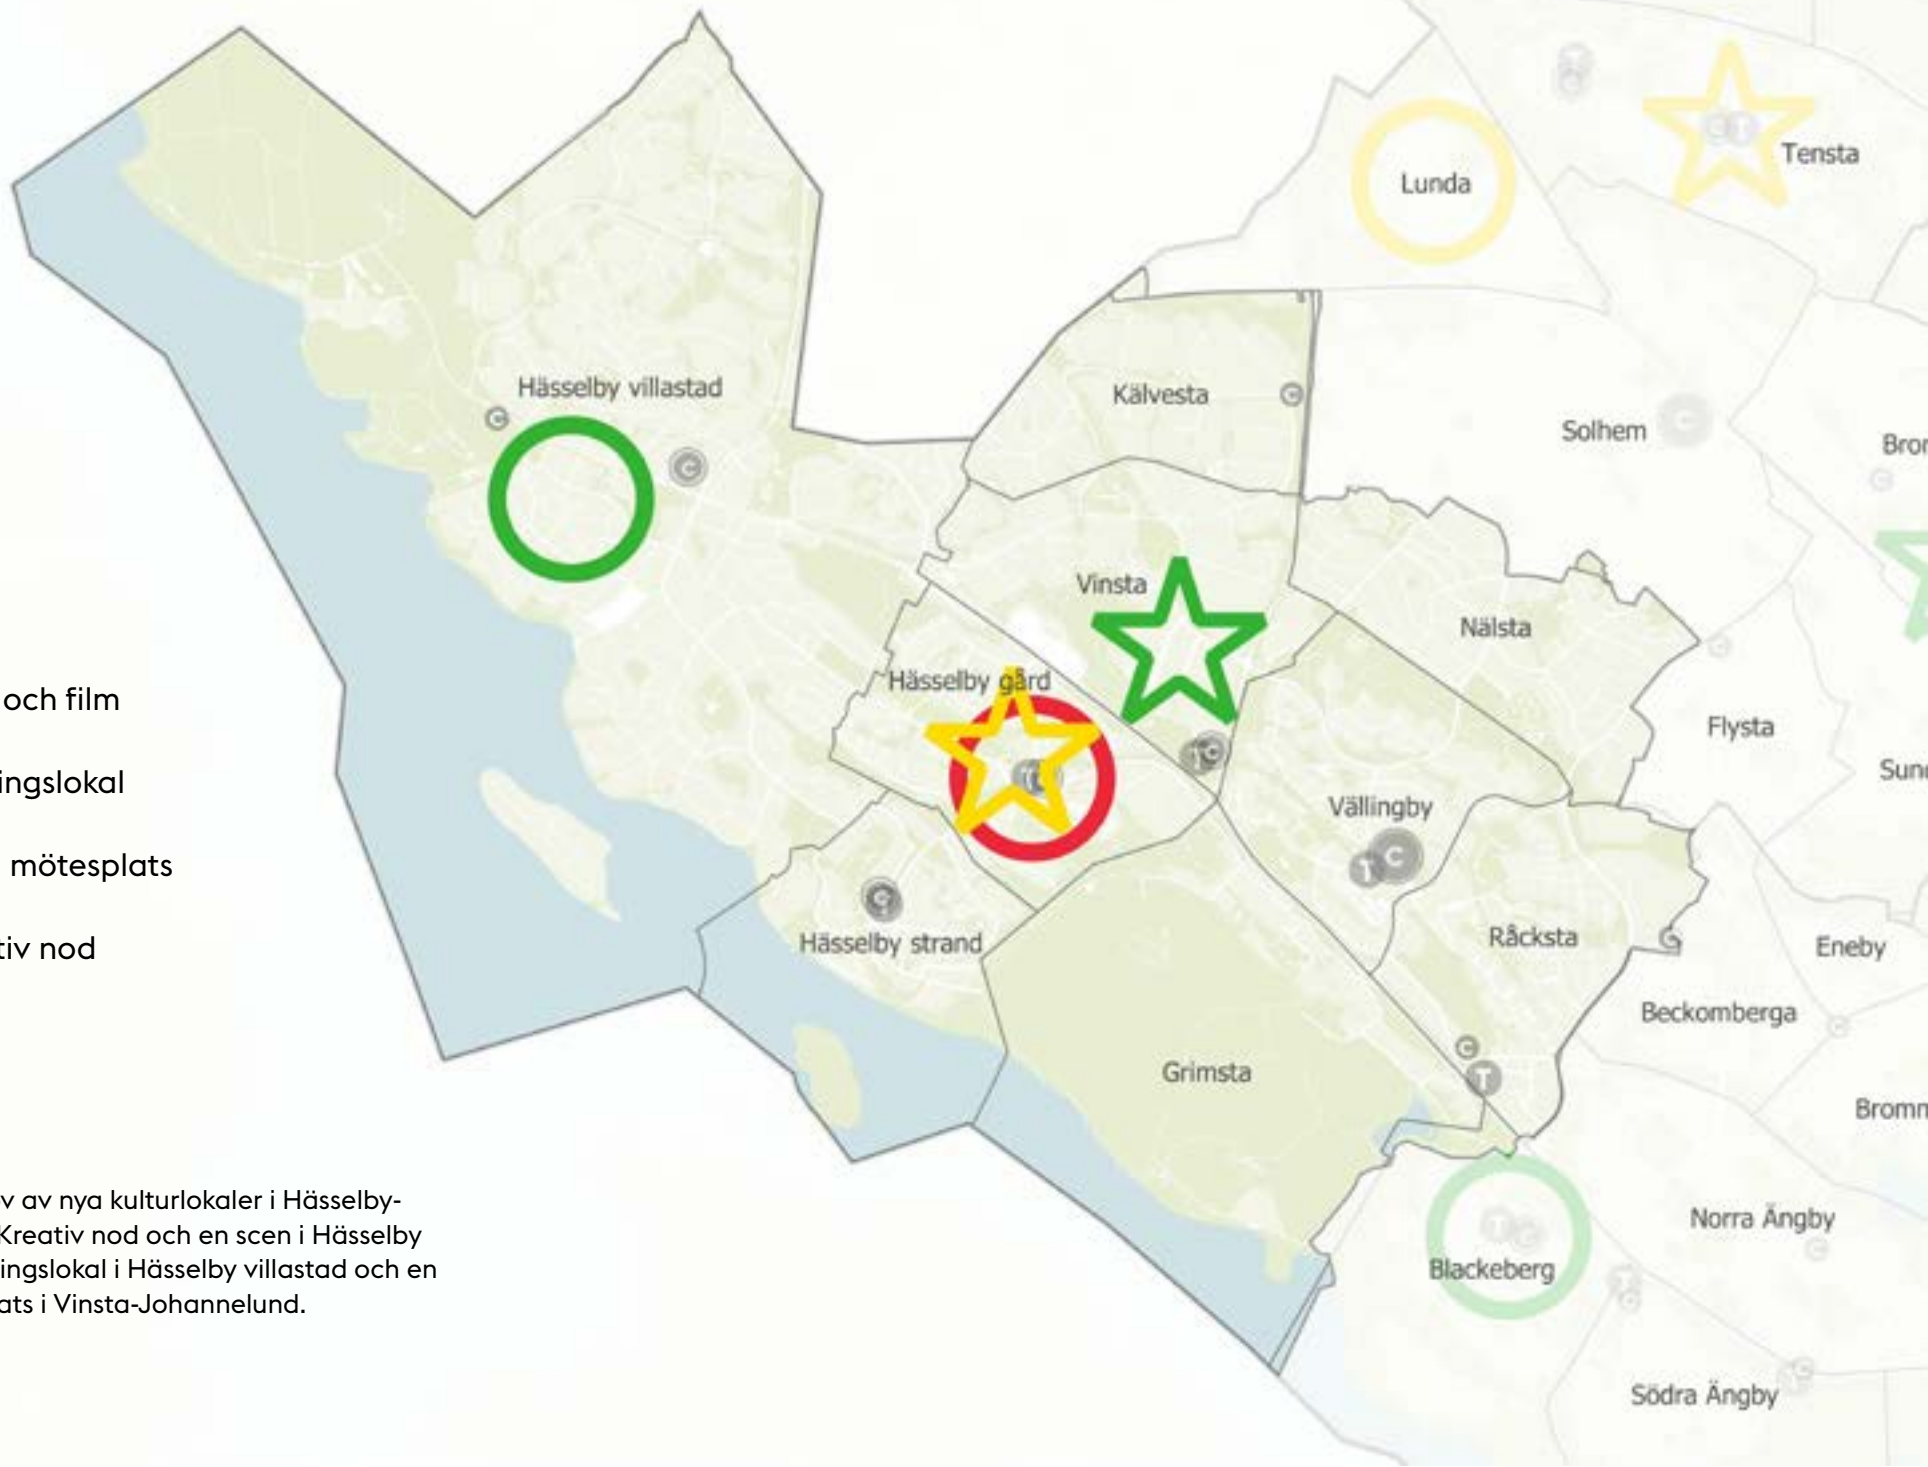 och film
ingslokal
mötesplats
tiv nod
v av nya kulturlokaler i Hässelby-
Kreativ nod och en scen i Hässelby
ingslokal i Hässelby villastad och en
ats i Vinsta-Johannelund.
Tensta
Lunda
Hässelby villastad
C
C
Kälvesta
C
Solhem
C
Bror
Vinsta
Nälsta
Hässelby gård
T
C
Flysta
Sund
Vällingby
T C
Hässelby strand
C
Råcksta
Eneby
Beckomberga
C
T
Grimsta
Bromm
Norra Ängby
Blackeberg
Södra Ängby